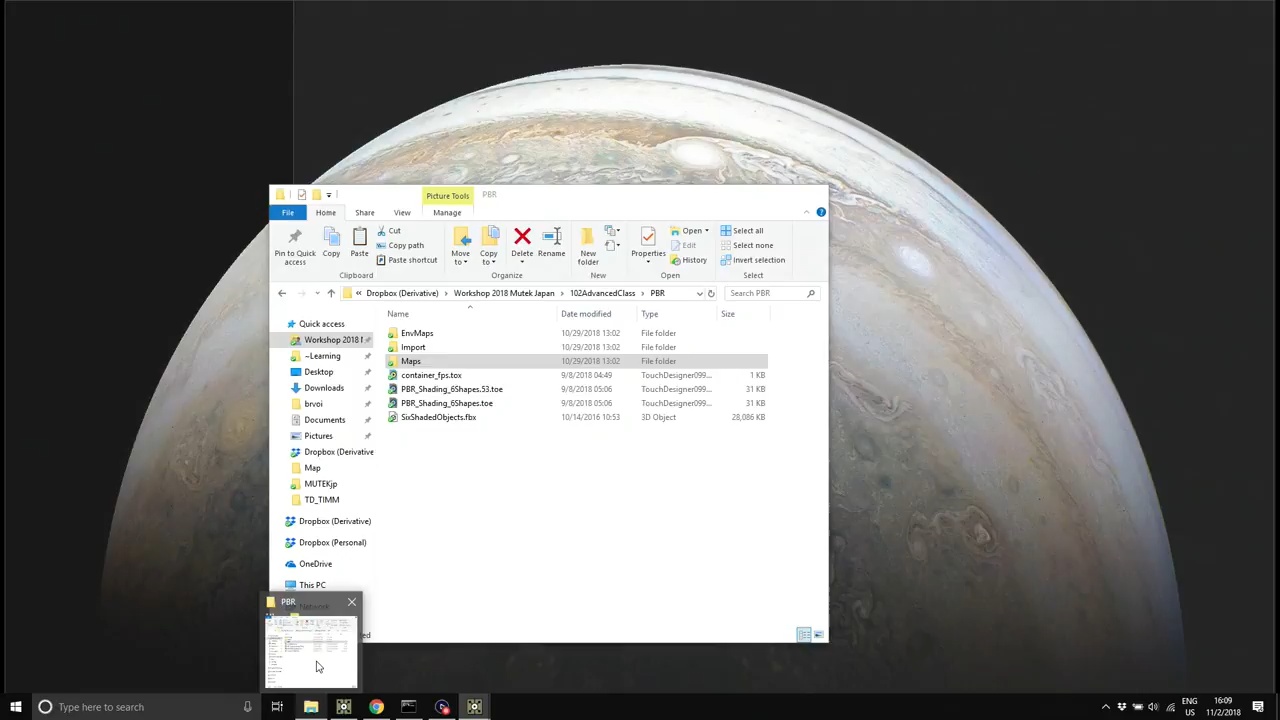 Picture Tools
PBR
File
Home
Share
View
Manage
Pin to Quick access
Copy
Paste
Cut
Copy path
Paste shortcut
Clipboard
Move to
Copy to
Delete
Rename
Organize
New folder
New
Properties
Open
Edit
History
Open
Select all
Select none
Invert selection
Select
« Dropbox (Derivative) > Workshop 2018 Mutek Japan > 102AdvancedClass > PBR
Search PBR
Name
Date modified
Type
Size
EnvMaps 10/29/2018 13:02 File folder
Import 10/29/2018 13:02 File folder
Maps 10/29/2018 13:02 File folder
container_fps.tox 9/8/2018 04:49 TouchDesigner099... 1 KB
PBR_Shading_6Shapes.53.toe 9/8/2018 05:06 TouchDesigner099... 31 KB
PBR_Shading_6Shapes.toe 9/8/2018 05:06 TouchDesigner099... 31 KB
SixShadedObjects.fbx 10/14/2016 10:53 3D Object 28,086 KB
Quick access
Workshop 2018
~Learning
Desktop
Downloads
brvoi
Documents
Pictures
Dropbox (Derivative
Map
MUTEKjp
TD_TIMM
Dropbox (Derivative)
Dropbox (Personal)
OneDrive
This PC
Network
PBR
Type here to search
ENG
US
16:09
11/2/2018